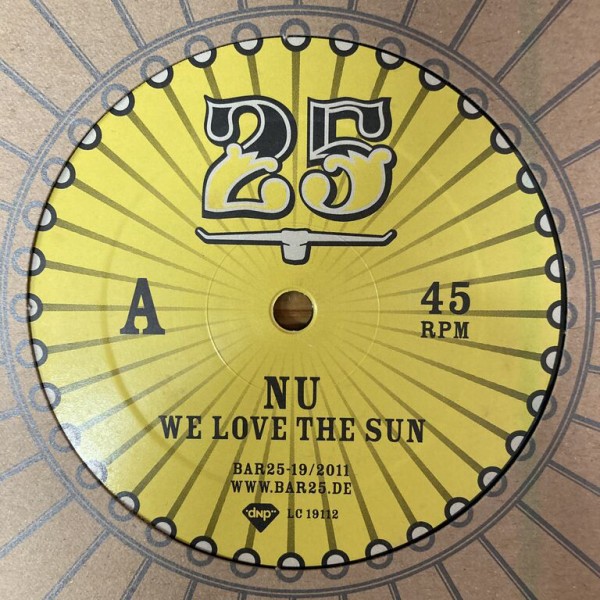 25
A
45
RPM
NU
WE LOVE THE SUN
BAR25-19/2011
WWW.BAR25.DE
dnp LC 19112